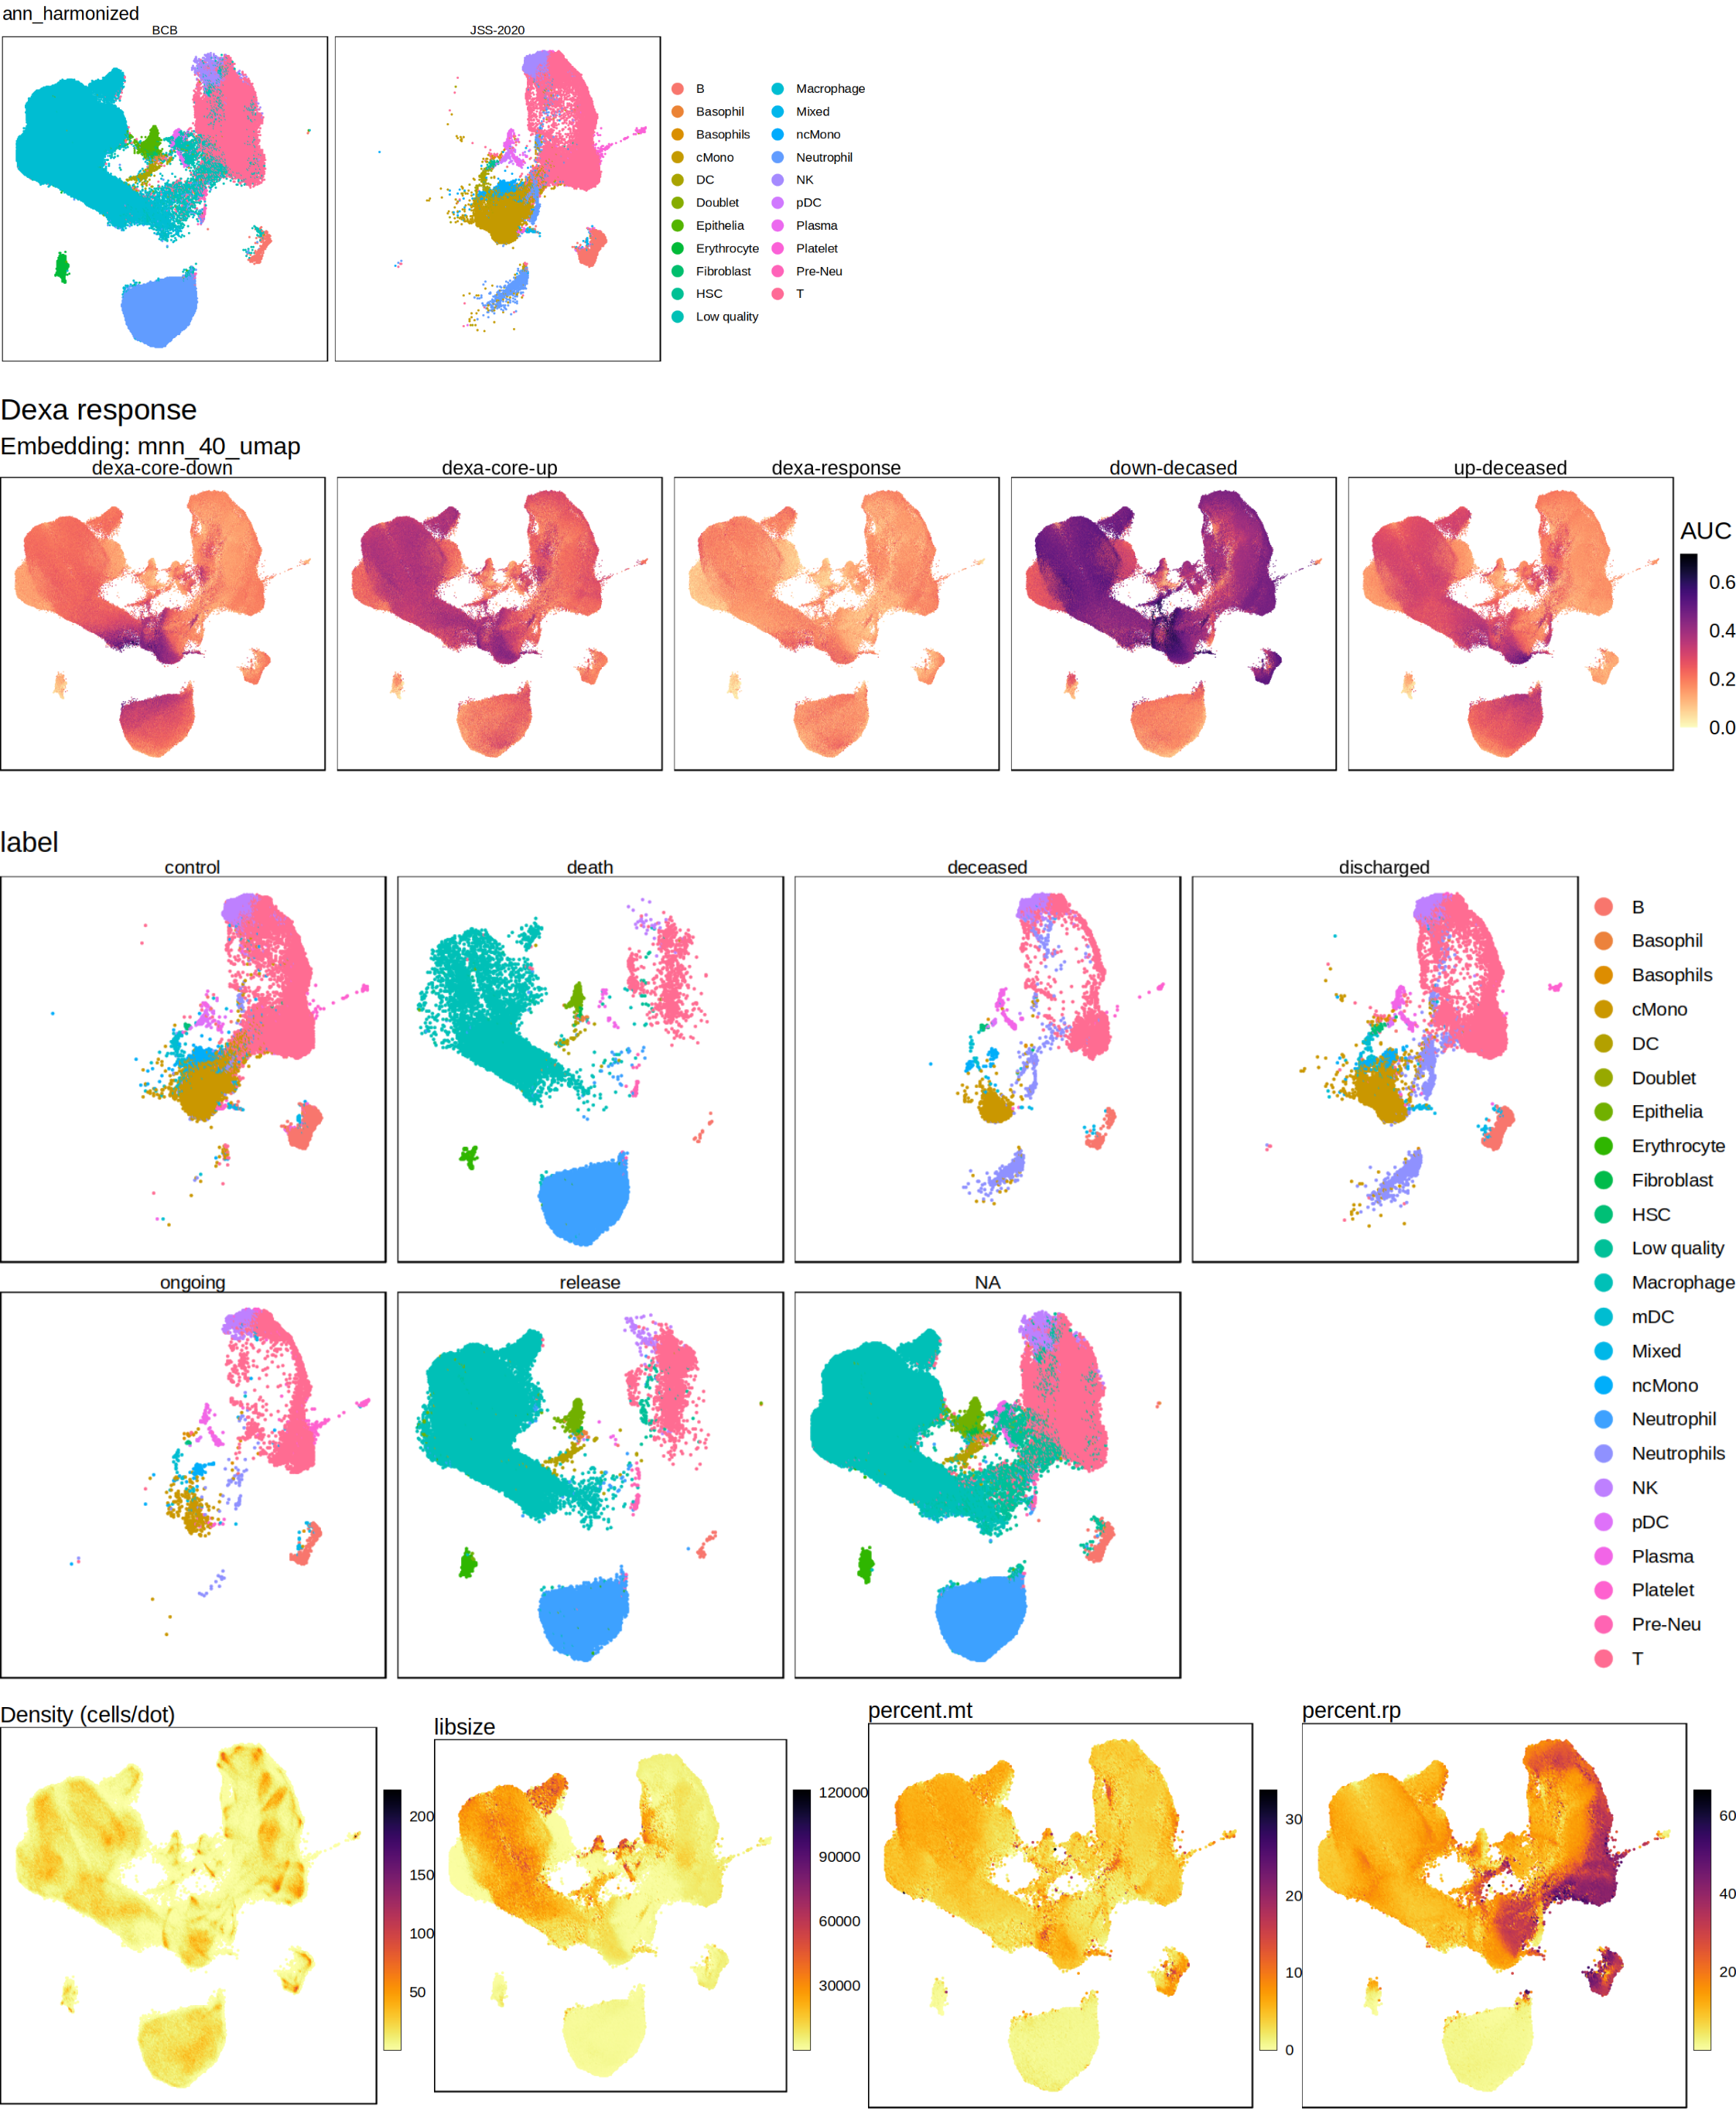 ann_harmonized
BCB
JSS-2020
B
Basophil
Basophils
cMono
DC
Doublet
Epithelia
Erythrocyte
Fibroblast
HSC
Low quality
Macrophage
Mixed
ncMono
Neutrophil
NK
pDC
Plasma
Platelet
Pre-Neu
T
Dexa response
Embedding: mnn_40_umap
dexa-core-down
dexa-core-up
dexa-response
down-decased
up-deceased
AUC
0.6
0.4
0.2
0.0
label
control
death
deceased
discharged
ongoing
release
NA
B
Basophil
Basophils
cMono
DC
Doublet
Epithelia
Erythrocyte
Fibroblast
HSC
Low quality
Macrophage
mDC
Mixed
ncMono
Neutrophil
Neutrophils
NK
pDC
Plasma
Platelet
Pre-Neu
T
Density (cells/dot)
200
150
100
50
libsize
120000
90000
60000
30000
percent.mt
30
20
10
0
percent.rp
60
40
20